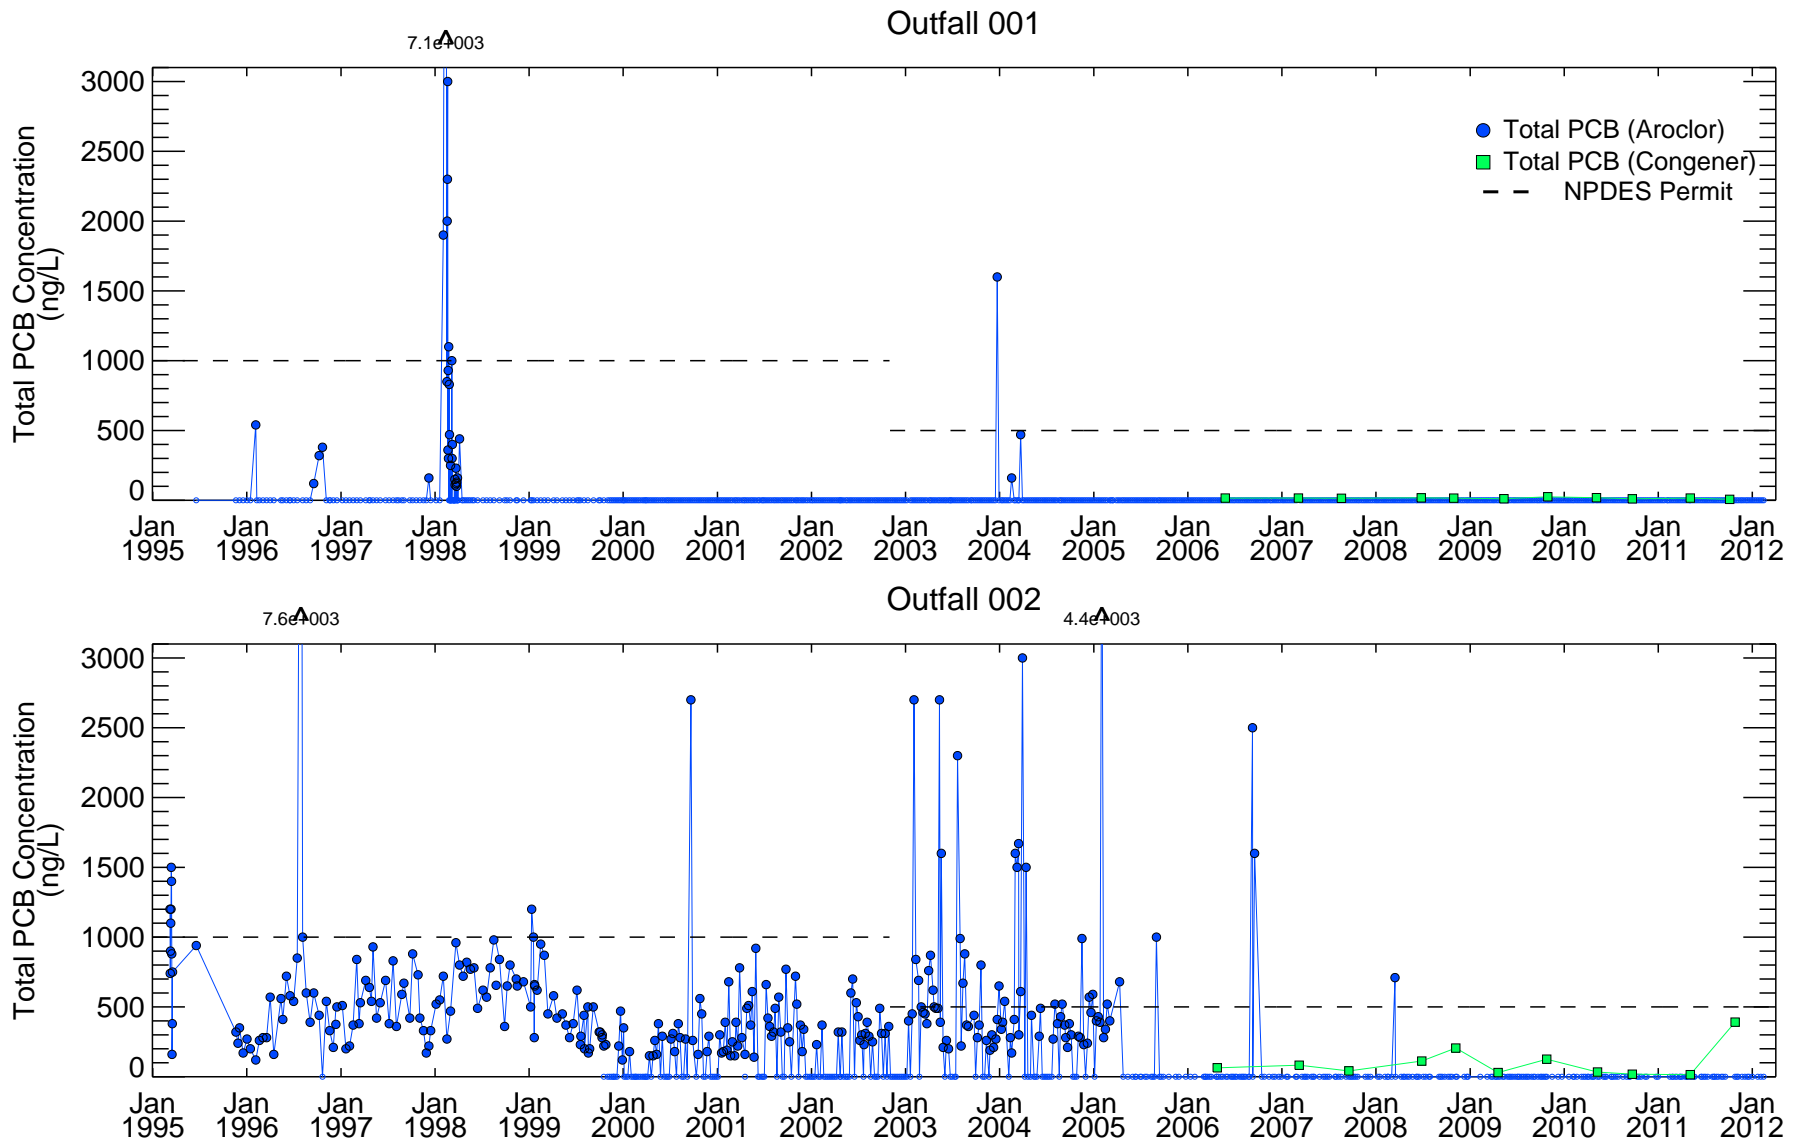 Outfall 001
7.1e+003
3000
2500
2000
1500
1000
500
0
Total PCB Concentration
(ng/L)
Total PCB (Aroclor)
Total PCB (Congener)
NPDES Permit
Jan Jan Jan Jan Jan Jan Jan Jan Jan Jan Jan Jan Jan Jan Jan Jan Jan Jan
1995 1996 1997 1998 1999 2000 2001 2002 2003 2004 2005 2006 2007 2008 2009 2010 2011 2012
Outfall 002
7.6e+003 4.4e+003
3000
2500
2000
1500
1000
500
0
Total PCB Concentration
(ng/L)
Jan Jan Jan Jan Jan Jan Jan Jan Jan Jan Jan Jan Jan Jan Jan Jan Jan Jan
1995 1996 1997 1998 1999 2000 2001 2002 2003 2004 2005 2006 2007 2008 2009 2010 2011 2012